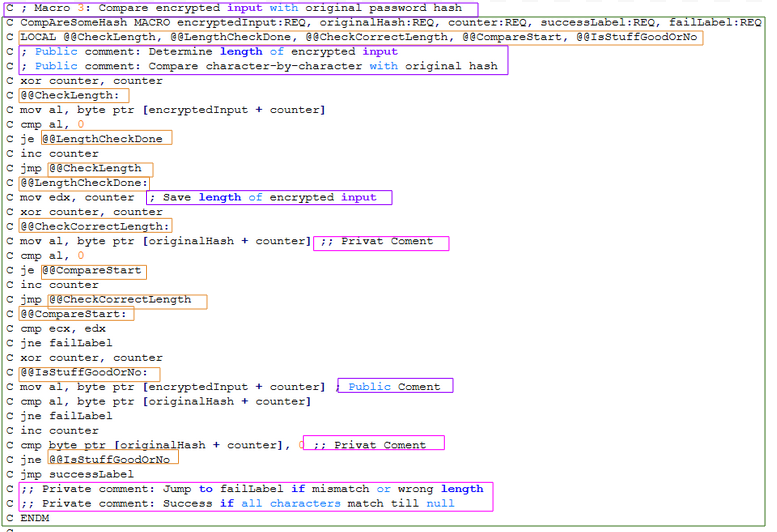 C ; Macro 3: Compare encrypted input with original password hash
C CompareSomeHash MACRO encryptedInput:REQ, originalHash:REQ, counter:REQ, successLabel:REQ, failLabel:REQ
C LOCAL @@CheckLength, @@LengthCheckDone, @@CheckCorrectLength, @@CompareStart, @@IsStuffGoodOrNo
C ; Public comment: Determine length of encrypted input
C ; Public comment: Compare character-by-character with original hash
C xor counter, counter
C @@CheckLength:
C mov al, byte ptr [encryptedInput + counter]
C cmp al, 0
C je @@LengthCheckDone
C inc counter
C jmp @@CheckLength
C @@LengthCheckDone:
C mov edx, counter ; Save length of encrypted input
C xor counter, counter
C @@CheckCorrectLength:
C mov al, byte ptr [originalHash + counter] ;; Privat Coment
C cmp al, 0
C je @@CompareStart
C inc counter
C jmp @@CheckCorrectLength
C @@CompareStart:
C cmp ecx, edx
C jne failLabel
C xor counter, counter
C @@IsStuffGoodOrNo:
C mov al, byte ptr [encryptedInput + counter] ; Public Coment
C cmp al, byte ptr [originalHash + counter]
C jne failLabel
C inc counter
C cmp byte ptr [originalHash + counter], 0 ;; Privat Coment
C jne @@IsStuffGoodOrNo
C jmp successLabel
C ;; Private comment: Jump to failLabel if mismatch or wrong length
C ;; Private comment: Success if all characters match till null
C ENDM